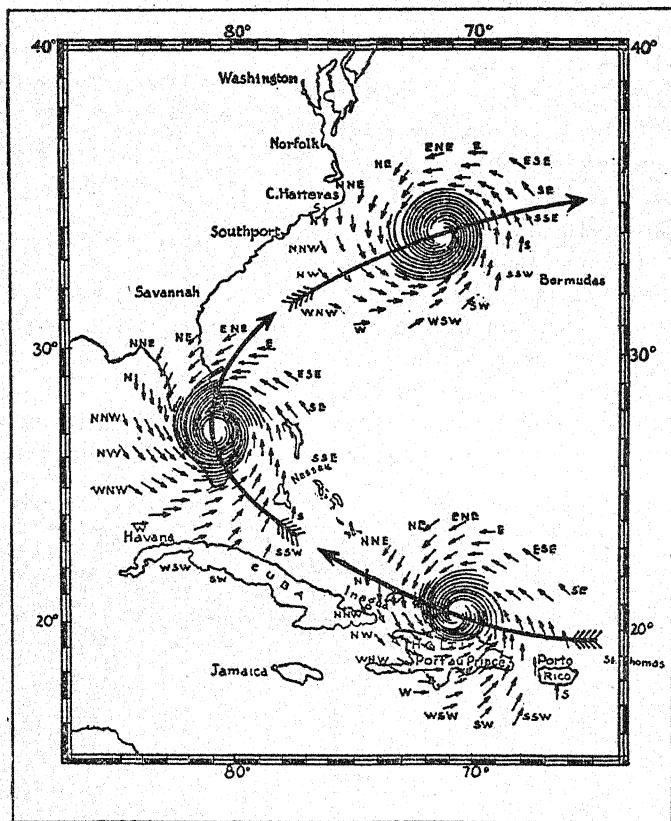 80° 70°
40° 40°
Washington
Norfolk
ENE E
NE ESE
C. Hatteras NNE SE
N SSE
Southport S
NNW SSW
NW Bermudas
Savannah SW
WNW WSW
W
30° 30°
NNE NE ENE E
N ESE
NNW SE
NW SSE
WNW Nassau
W S
Havana SSW
WSW SW
CUBA
NNE NE ENE E
ESE
N SE
Inagua
20° NNW 20°
NW
WNW Port au Prince Porto St. Thomas
Jamaica RICO
W S
WSW SW SSW
80° 70°